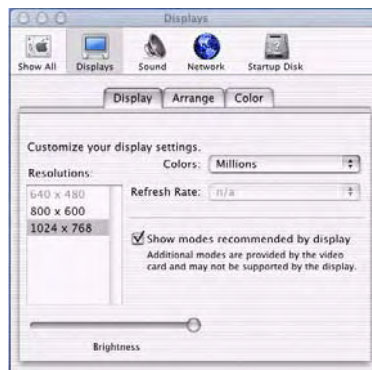 Displays
Show All Displays Sound Network Startup Disk
Display Arrange Color
Customize your display settings.
Colors: Millions
Resolutions:
640 x 480
Refresh Rate: n/a
800 x 600
1024 x 768
Show modes recommended by display
Additional modes are provided by the video
card and may not be supported by the display.
Brightness